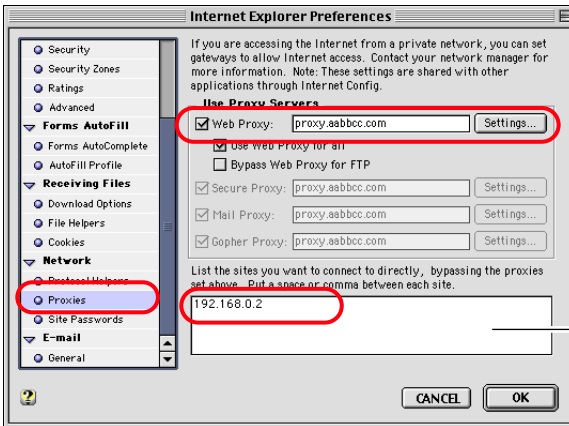 Internet Explorer Preferences
Security
Security Zones
Ratings
Advanced
Forms AutoFill
Forms AutoComplete
AutoFill Profile
Receiving Files
Download Options
File Helpers
Cookies
Network
Protocol Helpers
Proxies
Site Passwords
E-mail
General
If you are accessing the Internet from a private network, you can set
gateways to allow Internet access. Contact your network manager for
more information. Note: These settings are shared with other
applications through Internet Config.
Use Proxy Servers
Web Proxy: proxy.aabbcc.com Settings...
Use Web Proxy for all
Bypass Web Proxy for FTP
Secure Proxy: proxy.aabbcc.com Settings...
Mail Proxy: proxy.aabbcc.com Settings...
Gopher Proxy: proxy.aabbcc.com Settings...
List the sites you want to connect to directly, bypassing the proxies
set above. Put a space or comma between each site.
192.168.0.2
?
CANCEL OK